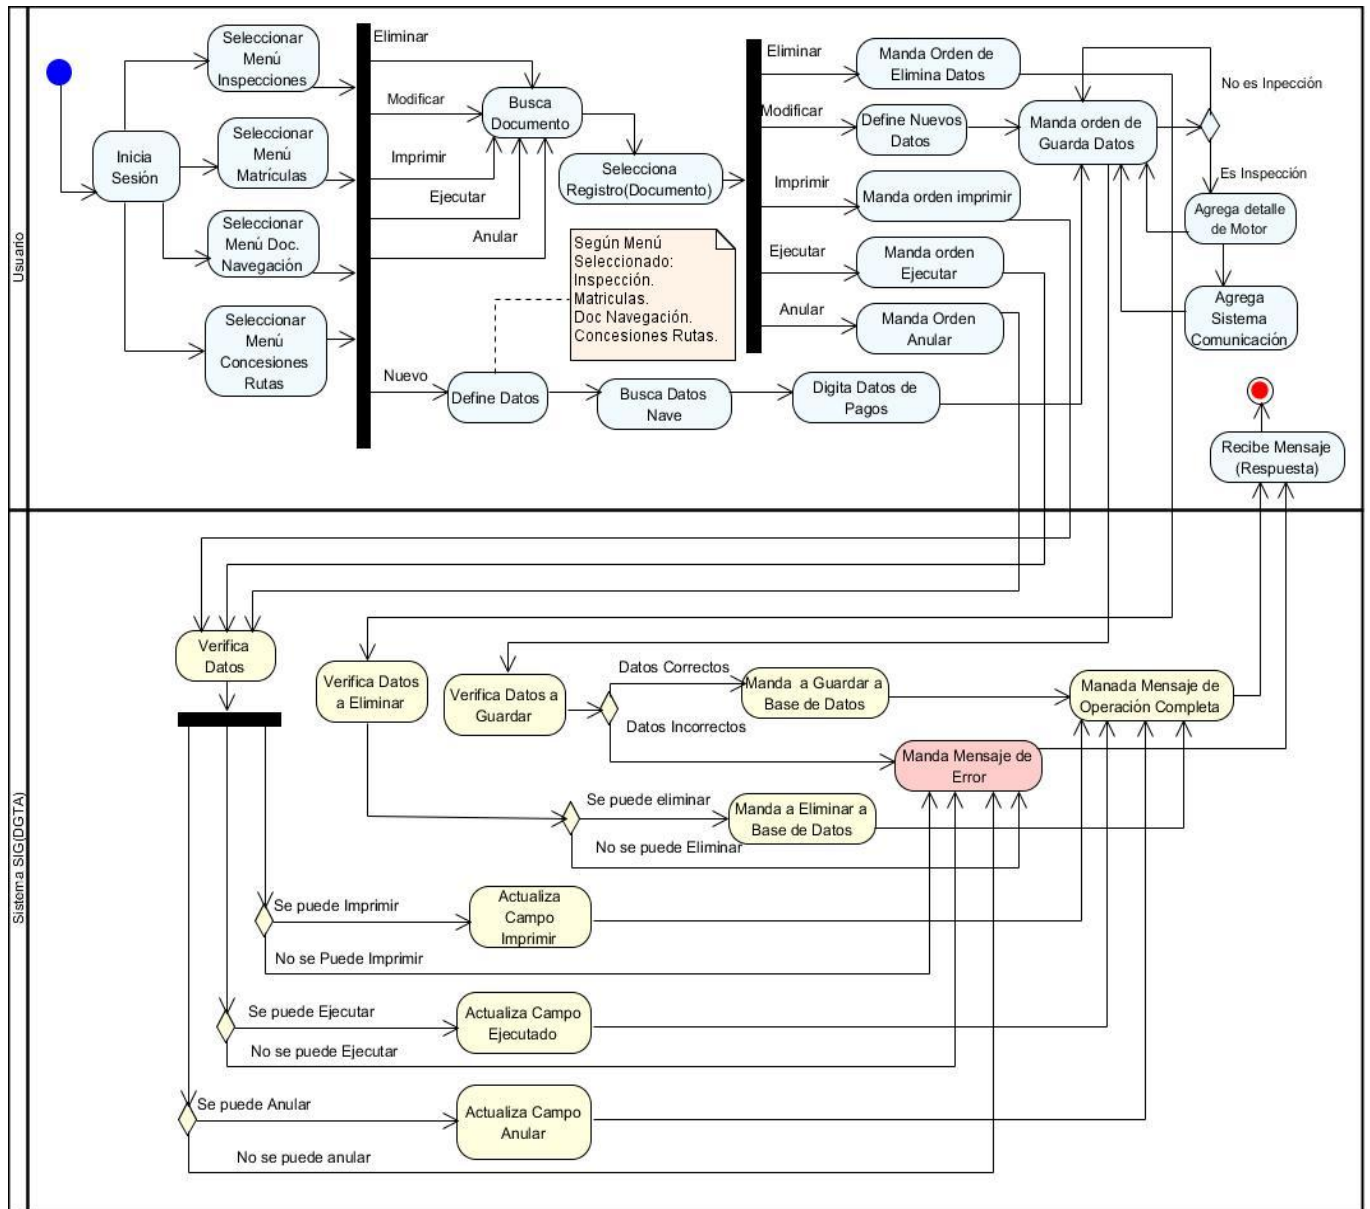 Usuario
Inicia
Sesión
Seleccionar
Menú
Inspecciones
Seleccionar
Menú
Matrículas
Seleccionar
Menú Doc.
Navegación
Seleccionar
Menú
Concesiones
Rutas
Eliminar
Modificar
Imprimir
Ejecutar
Anular
Nuevo
Busca
Documento
Selecciona
Registro(Documento)
Según Menú
Seleccionado:
Inspección.
Matriculas.
Doc Navegación.
Concesiones Rutas.
Define Datos
Busca Datos
Nave
Digita Datos de
Pagos
Eliminar
Modificar
Imprimir
Ejecutar
Anular
Manda Orden de
Elimina Datos
Define Nuevos
Datos
Manda orden imprimir
Manda orden
Ejecutar
Manda Orden
Anular
Manda orden de
Guarda Datos
No es Inpección
Es Inspección
Agrega detalle
de Motor
Agrega
Sistema
Comunicación
Recibe Mensaje
(Respuesta)
Sistema SIG(DGTA)
Verifica
Datos
Verifica Datos
a Eliminar
Verifica Datos a
Guardar
Datos Correctos
Datos Incorrectos
Manda  a Guardar a
Base de Datos
Manada Mensaje de
Operación Completa
Manda Mensaje de
Error
Se puede eliminar
No se puede Eliminar
Manda a Eliminar a
Base de Datos
Se puede Imprimir
No se Puede Imprimir
Actualiza
Campo
Imprimir
Se puede Ejecutar
No se puede Ejecutar
Actualiza Campo
Ejecutado
Se puede Anular
No se puede anular
Actualiza Campo
Anular